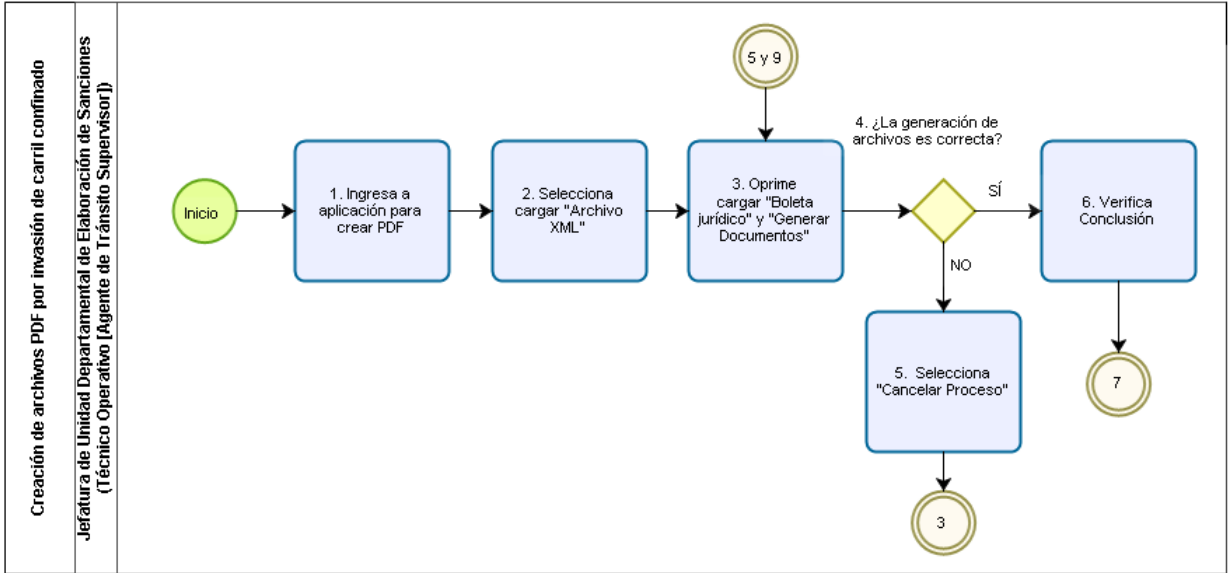 Creación de archivos PDF por invasión de carril confinado
Jefatura de Unidad Departamental de Elaboración de Sanciones
(Técnico Operativo [Agente de Tránsito Supervisor])
Inicio
1. Ingresa a
aplicación para
crear PDF
2. Selecciona
cargar "Archivo
XML"
5 y 9
3. Oprime
cargar "Boleta
jurídico" y "Generar
Documentos"
4. ¿La generación de
archivos es correcta?
SÍ
NO
6. Verifica
Conclusión
5. Selecciona
"Cancelar Proceso"
7
3